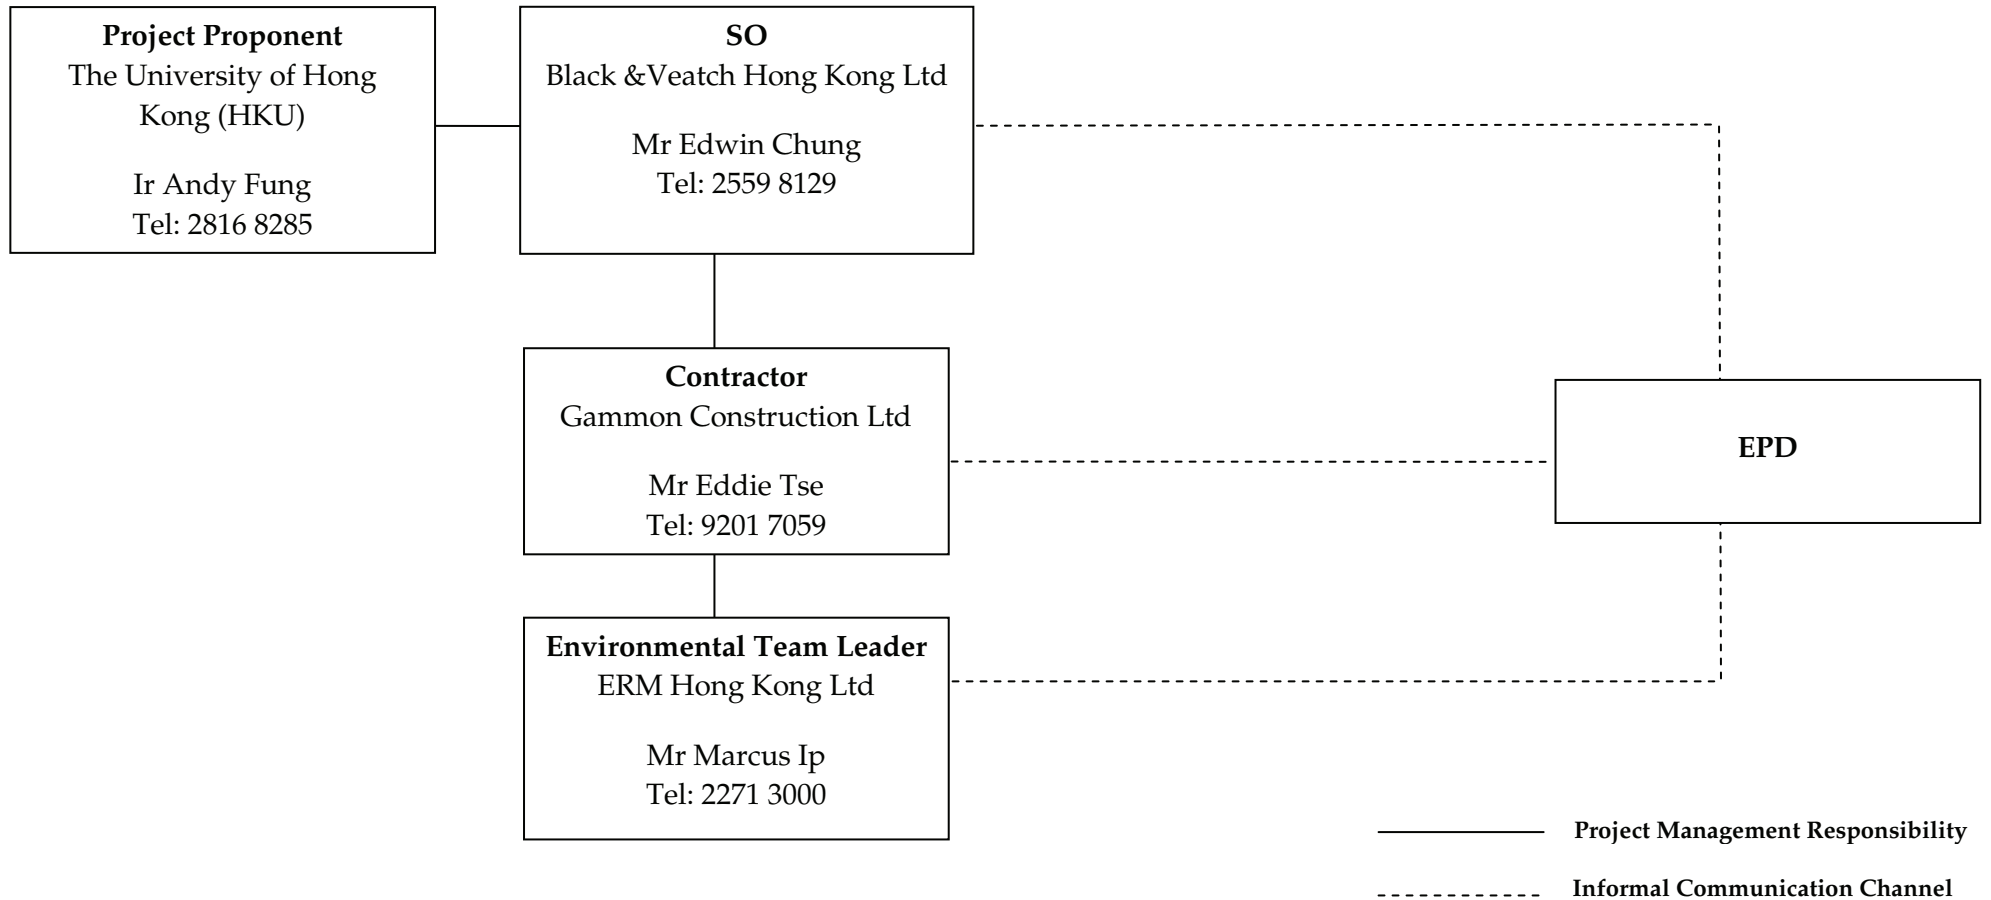 Project Proponent
The University of Hong
Kong (HKU)
Ir Andy Fung
Tel: 2816 8285
SO
Black &Veatch Hong Kong Ltd
Mr Edwin Chung
Tel: 2559 8129
Contractor
Gammon Construction Ltd
Mr Eddie Tse
Tel: 9201 7059
EPD
Environmental Team Leader
ERM Hong Kong Ltd
Mr Marcus Ip
Tel: 2271 3000
Project Management Responsibility
Informal Communication Channel